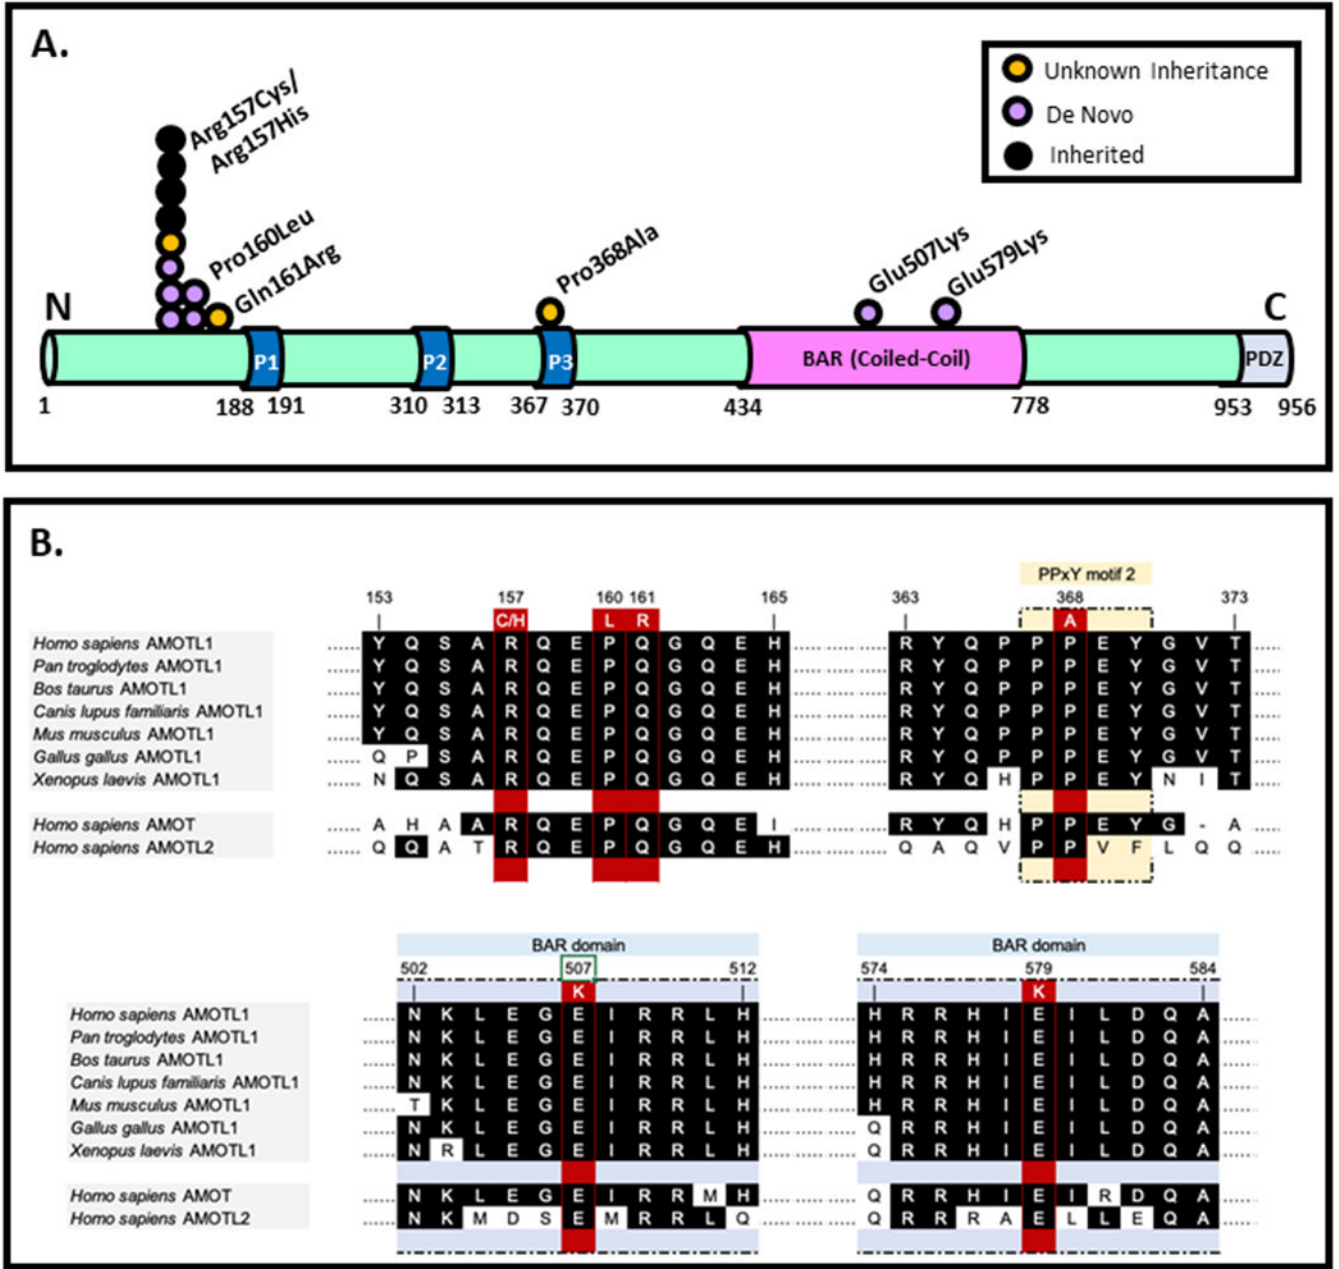 A.
Unknown Inheritance
De Novo
Inherited
Arg157Cys/
Arg157His
Pro160Leu
Gln161Arg
Pro368Ala
Glu507Lys
Glu579Lys
N C
P1 P2 P3 BAR (Coiled-Coil) PDZ
1 188 191 310 313 367 370 434 778 953 956
B.
PPxY motif 2
153 157 160 161 165 363 368 373
C/H L R A
Homo sapiens AMOTL1 ...... Y Q S A R Q E P Q G Q E H ................ R Y Q P P P E Y G V T .....
Pan troglodytes AMOTL1 ...... Y Q S A R Q E P Q G Q E H ................ R Y Q P P P E Y G V T .....
Bos taurus AMOTL1 ...... Y Q S A R Q E P Q G Q E H ................ R Y Q P P P E Y G V T .....
Canis lupus familiaris AMOTL1 ...... Y Q S A R Q E P Q G Q E H ................ R Y Q P P P E Y G V T .....
Mus musculus AMOTL1 ...... Y Q S A R Q E P Q G Q E H ................ R Y Q P P P E Y G V T .....
Gallus gallus AMOTL1 ...... Q P S A R Q E P Q G Q E H ................ R Y Q P P P E Y G V T .....
Xenopus laevis AMOTL1 ...... N Q S A R Q E P Q G Q E H ................ R Y Q H P P E Y N I T .....
Homo sapiens AMOT ...... A H A A R Q E P Q G Q E I ................ R Y Q H P P E Y G - A .....
Homo sapiens AMOTL2 ...... Q Q A T R Q E P Q G Q E H ................ Q A Q V P P V F L Q Q .....
BAR domain BAR domain
502 507 512 574 579 584
K K
Homo sapiens AMOTL1 ...... N K L E G E I R R L H ................ H R R H I E I L D Q A ......
Pan troglodytes AMOTL1 ...... N K L E G E I R R L H ................ H R R H I E I L D Q A ......
Bos taurus AMOTL1 ...... N K L E G E I R R L H ................ H R R H I E I L D Q A ......
Canis lupus familiaris AMOTL1 ...... N K L E G E I R R L H ................ H R R H I E I L D Q A ......
Mus musculus AMOTL1 ...... T K L E G E I R R L H ................ H R R H I E I L D Q A ......
Gallus gallus AMOTL1 ...... N K L E G E I R R L H ................ Q R R H I E I L D Q A ......
Xenopus laevis AMOTL1 ...... N R L E G E I R R L H ................ Q R R H I E I L D Q A ......
Homo sapiens AMOT ...... N K L E G E I R R M H ................ Q R R H I E I R D Q A ......
Homo sapiens AMOTL2 ...... N K M D S E M R R L Q ................ Q R R R A E L L E Q A ......